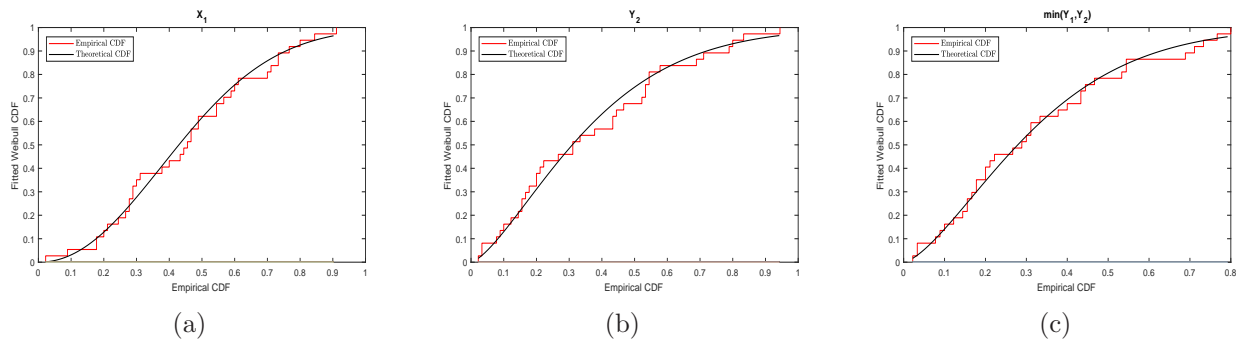 X1
Empirical CDF
Theoretical CDF
Fitted Weibull CDF
1
0.9
0.8
0.7
0.6
0.5
0.4
0.3
0.2
0.1
0
0 0.1 0.2 0.3 0.4 0.5 0.6 0.7 0.8 0.9 1
Empirical CDF
(a)
Y2
Empirical CDF
Theoretical CDF
Fitted Weibull CDF
1
0.9
0.8
0.7
0.6
0.5
0.4
0.3
0.2
0.1
0
0 0.1 0.2 0.3 0.4 0.5 0.6 0.7 0.8 0.9 1
Empirical CDF
(b)
min(Y1,Y2)
Empirical CDF
Theoretical CDF
Fitted Weibull CDF
1
0.9
0.8
0.7
0.6
0.5
0.4
0.3
0.2
0.1
0
0 0.1 0.2 0.3 0.4 0.5 0.6 0.7 0.8
Empirical CDF
(c)